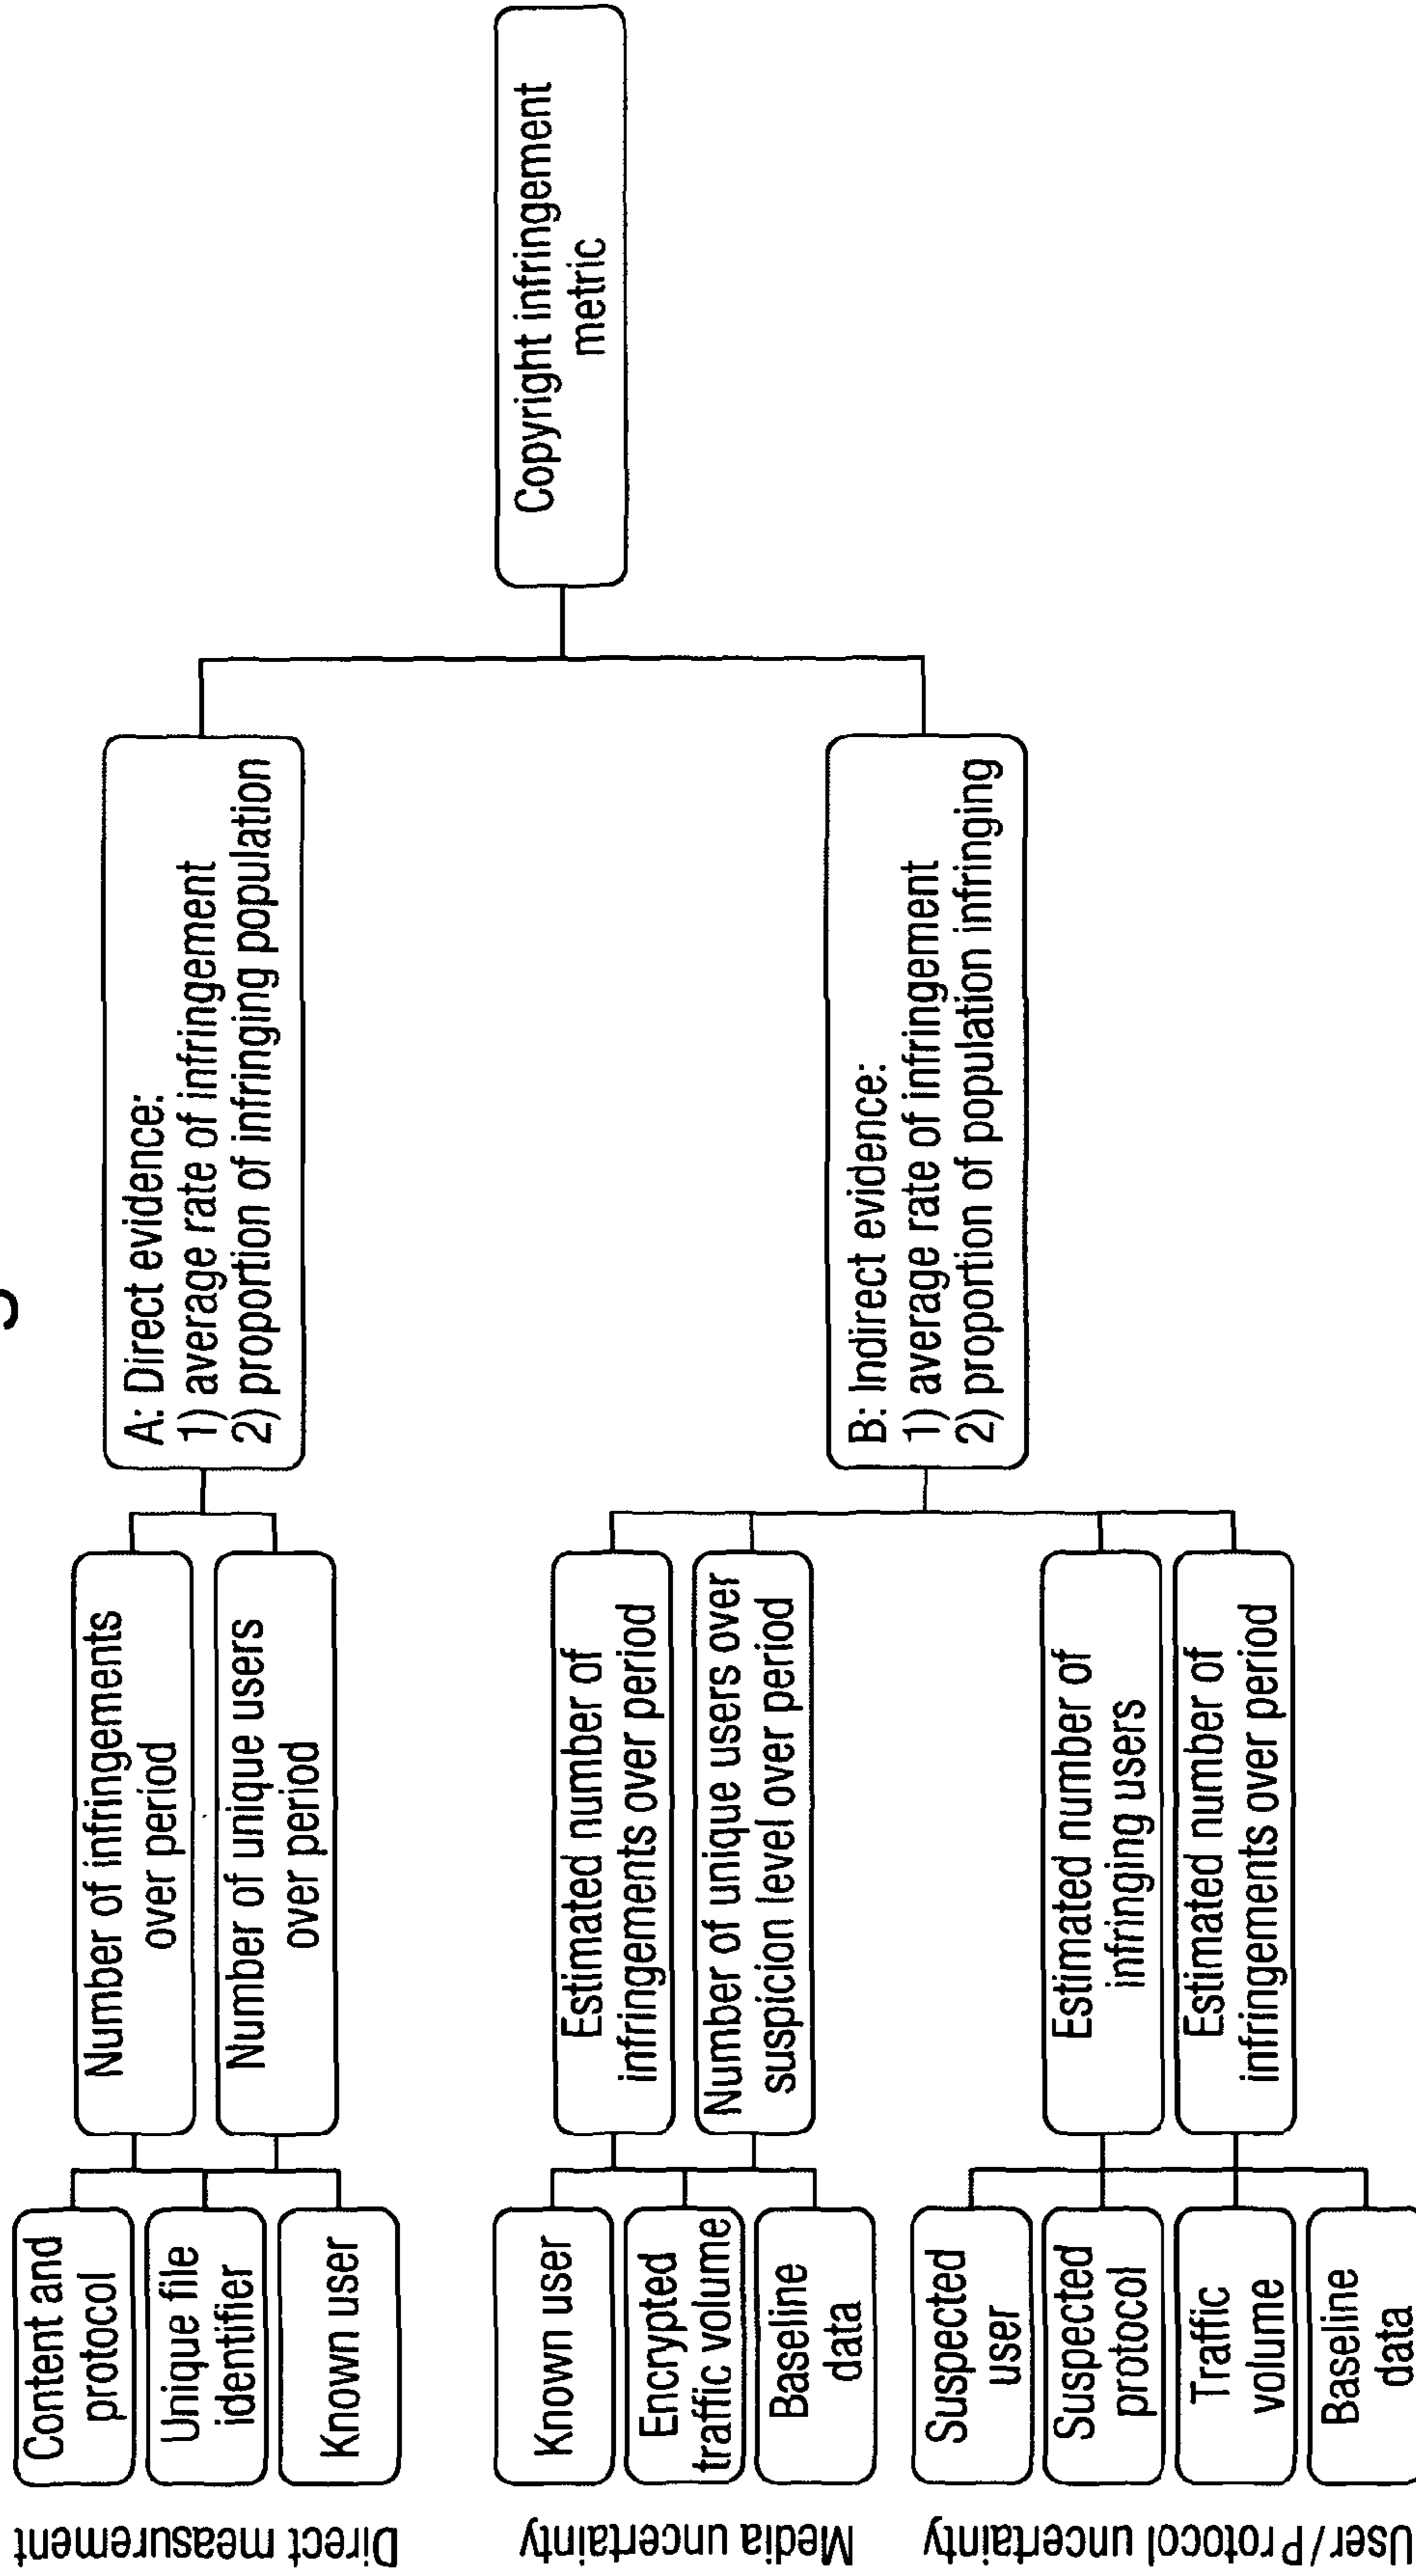 Direct measurement
Content and
protocol
Unique file
identifier
Known user
Number of infringements
over period
Number of unique users
over period
A: Direct evidence:
1) average rate of infringement
2) proportion of infringing population
Media uncertainty
Known user
Encrypted
traffic volume
Baseline
data
Estimated number of
infringements over period
Number of unique users over
suspicion level over period
User/Protocol uncertainty
Suspected
user
Suspected
protocol
Traffic
volume
Baseline
data
Estimated number of
infringing users
Estimated number of
infringements over period
B: Indirect evidence:
1) average rate of infringement
2) proportion of population infringing
Copyright infringement
metric